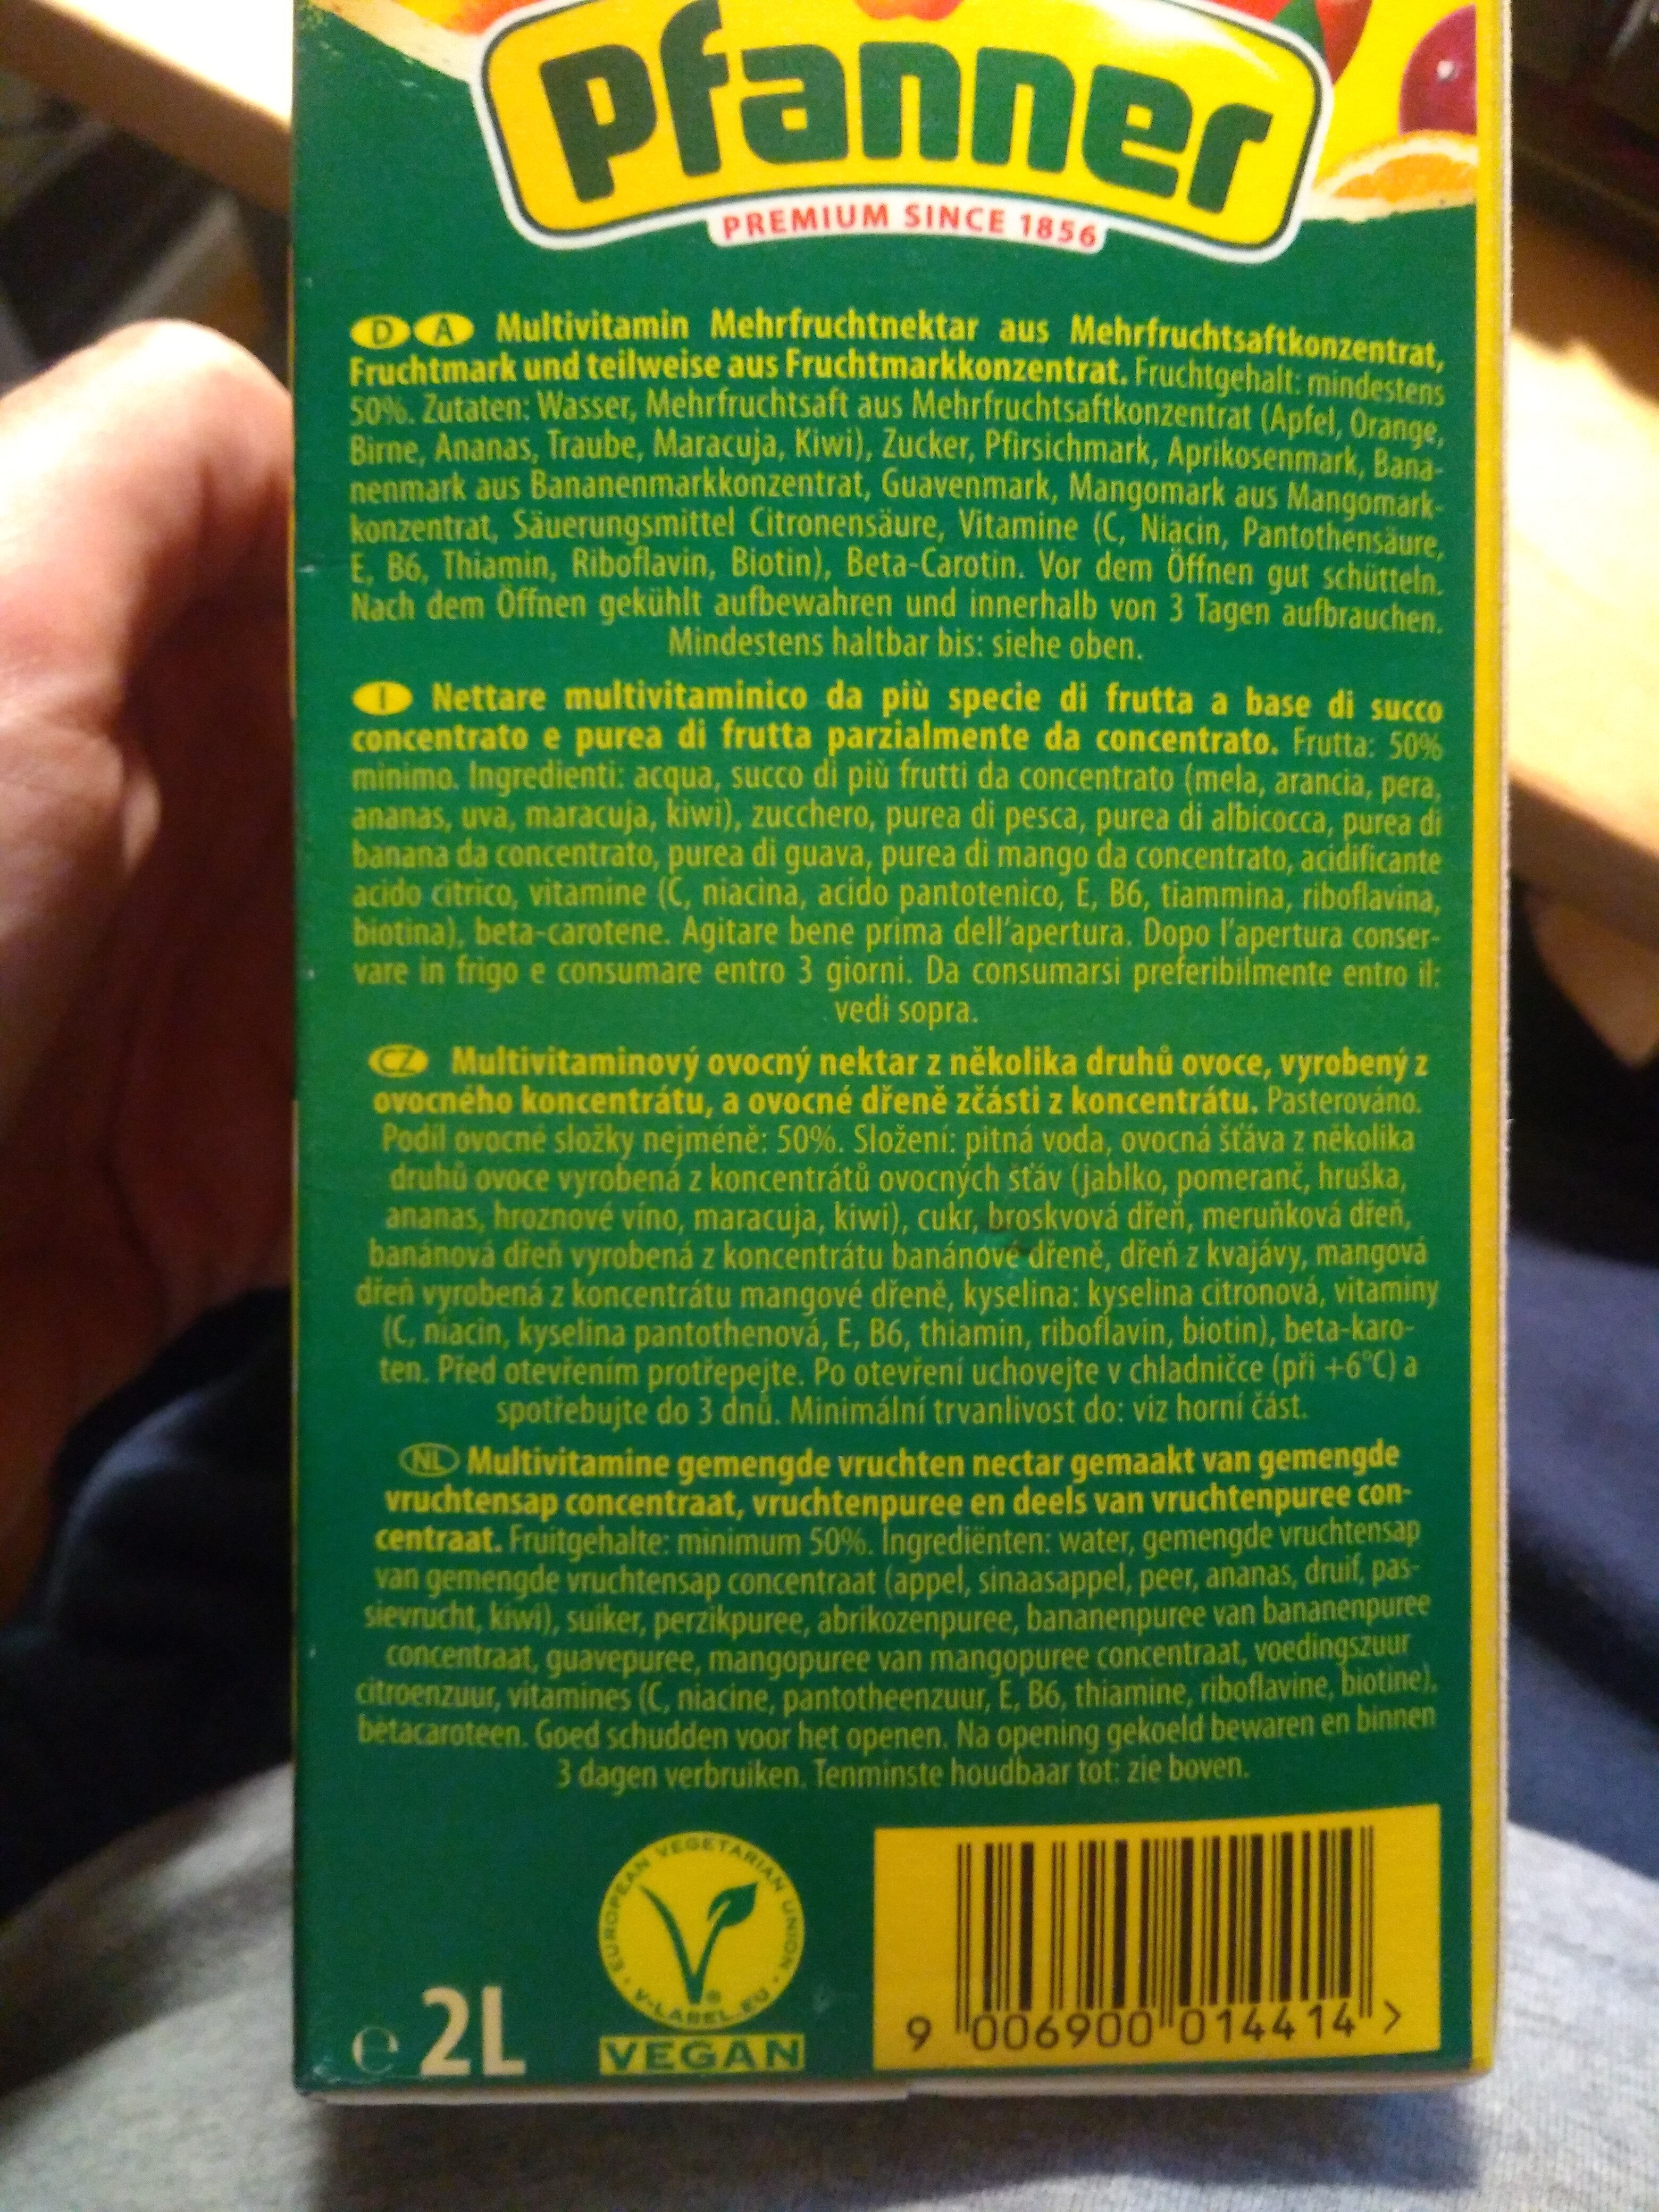 Pfanner
PREMIUM SINCE 1856
D A Multivitamin Mehrfruchtnektar aus Mehrfruchtsaftkonzentrat,
Fruchtmark und teilweise aus Fruchtmarkkonzentrat. Fruchtgehalt: mindestens
50%. Zutaten: Wasser, Mehrfruchtsaft aus Mehrfruchtsaftkonzentrat (Apfel, Orange,
Birne, Ananas, Traube, Maracuja, Kiwi), Zucker, Pfirsichmark, Aprikosenmark, Bana-
nenmark aus Bananenmarkkonzentrat, Guavenmark, Mangomark aus Mangomark-
konzentrat, Säuerungsmittel Citronensäure, Vitamine (C, Niacin, Pantothensäure,
E, B6, Thiamin, Riboflavin, Biotin), Beta-Carotin. Vor dem Öffnen gut schütteln.
Nach dem Öffnen gekühlt aufbewahren und innerhalb von 3 Tagen aufbrauchen.
Mindestens haltbar bis: siehe oben.
I Nettare multivitaminico da più specie di frutta a base di succo
concentrato e purea di frutta parzialmente da concentrato. Frutta: 50%
minimo. Ingredienti: acqua, succo di più frutti da concentrato (mela, arancia, pera,
ananas, uva, maracuja, kiwi), zucchero, purea di pesca, purea di albicocca, purea di
banana da concentrato, purea di guava, purea di mango da concentrato, acidificante
acido citrico, vitamine (C, niacina, acido pantotenico, E, B6, tiammina, riboflavina,
biotina), beta-carotene. Agitare bene prima dell'apertura. Dopo l'apertura conser-
vare in frigo e consumare entro 3 giorni. Da consumarsi preferibilmente entro il:
vedi sopra.
CZ Multivitaminový ovocný nektar z několika druhů ovoce, vyrobený z
ovocného koncentrátu, a ovocné dřeně zčásti z koncentrátu. Pasterováno.
Podíl ovocné složky nejméně: 50%. Složení: pitná voda, ovocná šťáva z několika
druhů ovoce vyrobená z koncentrátů ovocných šťáv (jablko, pomeranč, hruška,
ananas, hroznové víno, maracuja, kiwi), cukr, broskvová dřeň, meruňková dřeň,
banánová dřeň vyrobená z koncentrátu banánové dřeně, dřeň z kvajávy, mangová
dřeň vyrobená z koncentrátu mangové dřeně, kyselina: kyselina citronová, vitaminy
(C, niacin, kyselina pantothenová, E, B6, thiamin, riboflavin, biotin), beta-karo-
ten. Před otevřením protřepejte. Po otevření uchovejte v chladničce (při +6°C) a
spotřebujte do 3 dnů. Minimální trvanlivost do: viz horní část.
NL Multivitamine gemengde vruchten nectar gemaakt van gemengde
vruchtensap concentraat, vruchtenpuree en deels van vruchtenpuree con-
centraat. Fruitgehalte: minimum 50%. Ingrediënten: water, gemengde vruchtensap
van gemengde vruchtensap concentraat (appel, sinaasappel, peer, ananas, druif, pas-
sievrucht, kiwi), suiker, perzikpuree, abrikozenpuree, bananenpuree van bananenpuree
concentraat, guavepuree, mangopuree van mangopuree concentraat, voedingszuur
citroenzuur, vitamines (C, niacine, pantotheenzuur, E, B6, thiamine, riboflavine, biotine),
bètacaroteen. Goed schudden voor het openen. Na opening gekoeld bewaren en binnen
3 dagen verbruiken. Tenminste houdbaar tot: zie boven.
EUROPEAN VEGETARIAN UNION
V-LABEL.EU
VEGAN
℮ 2L
9 006900 014414 >